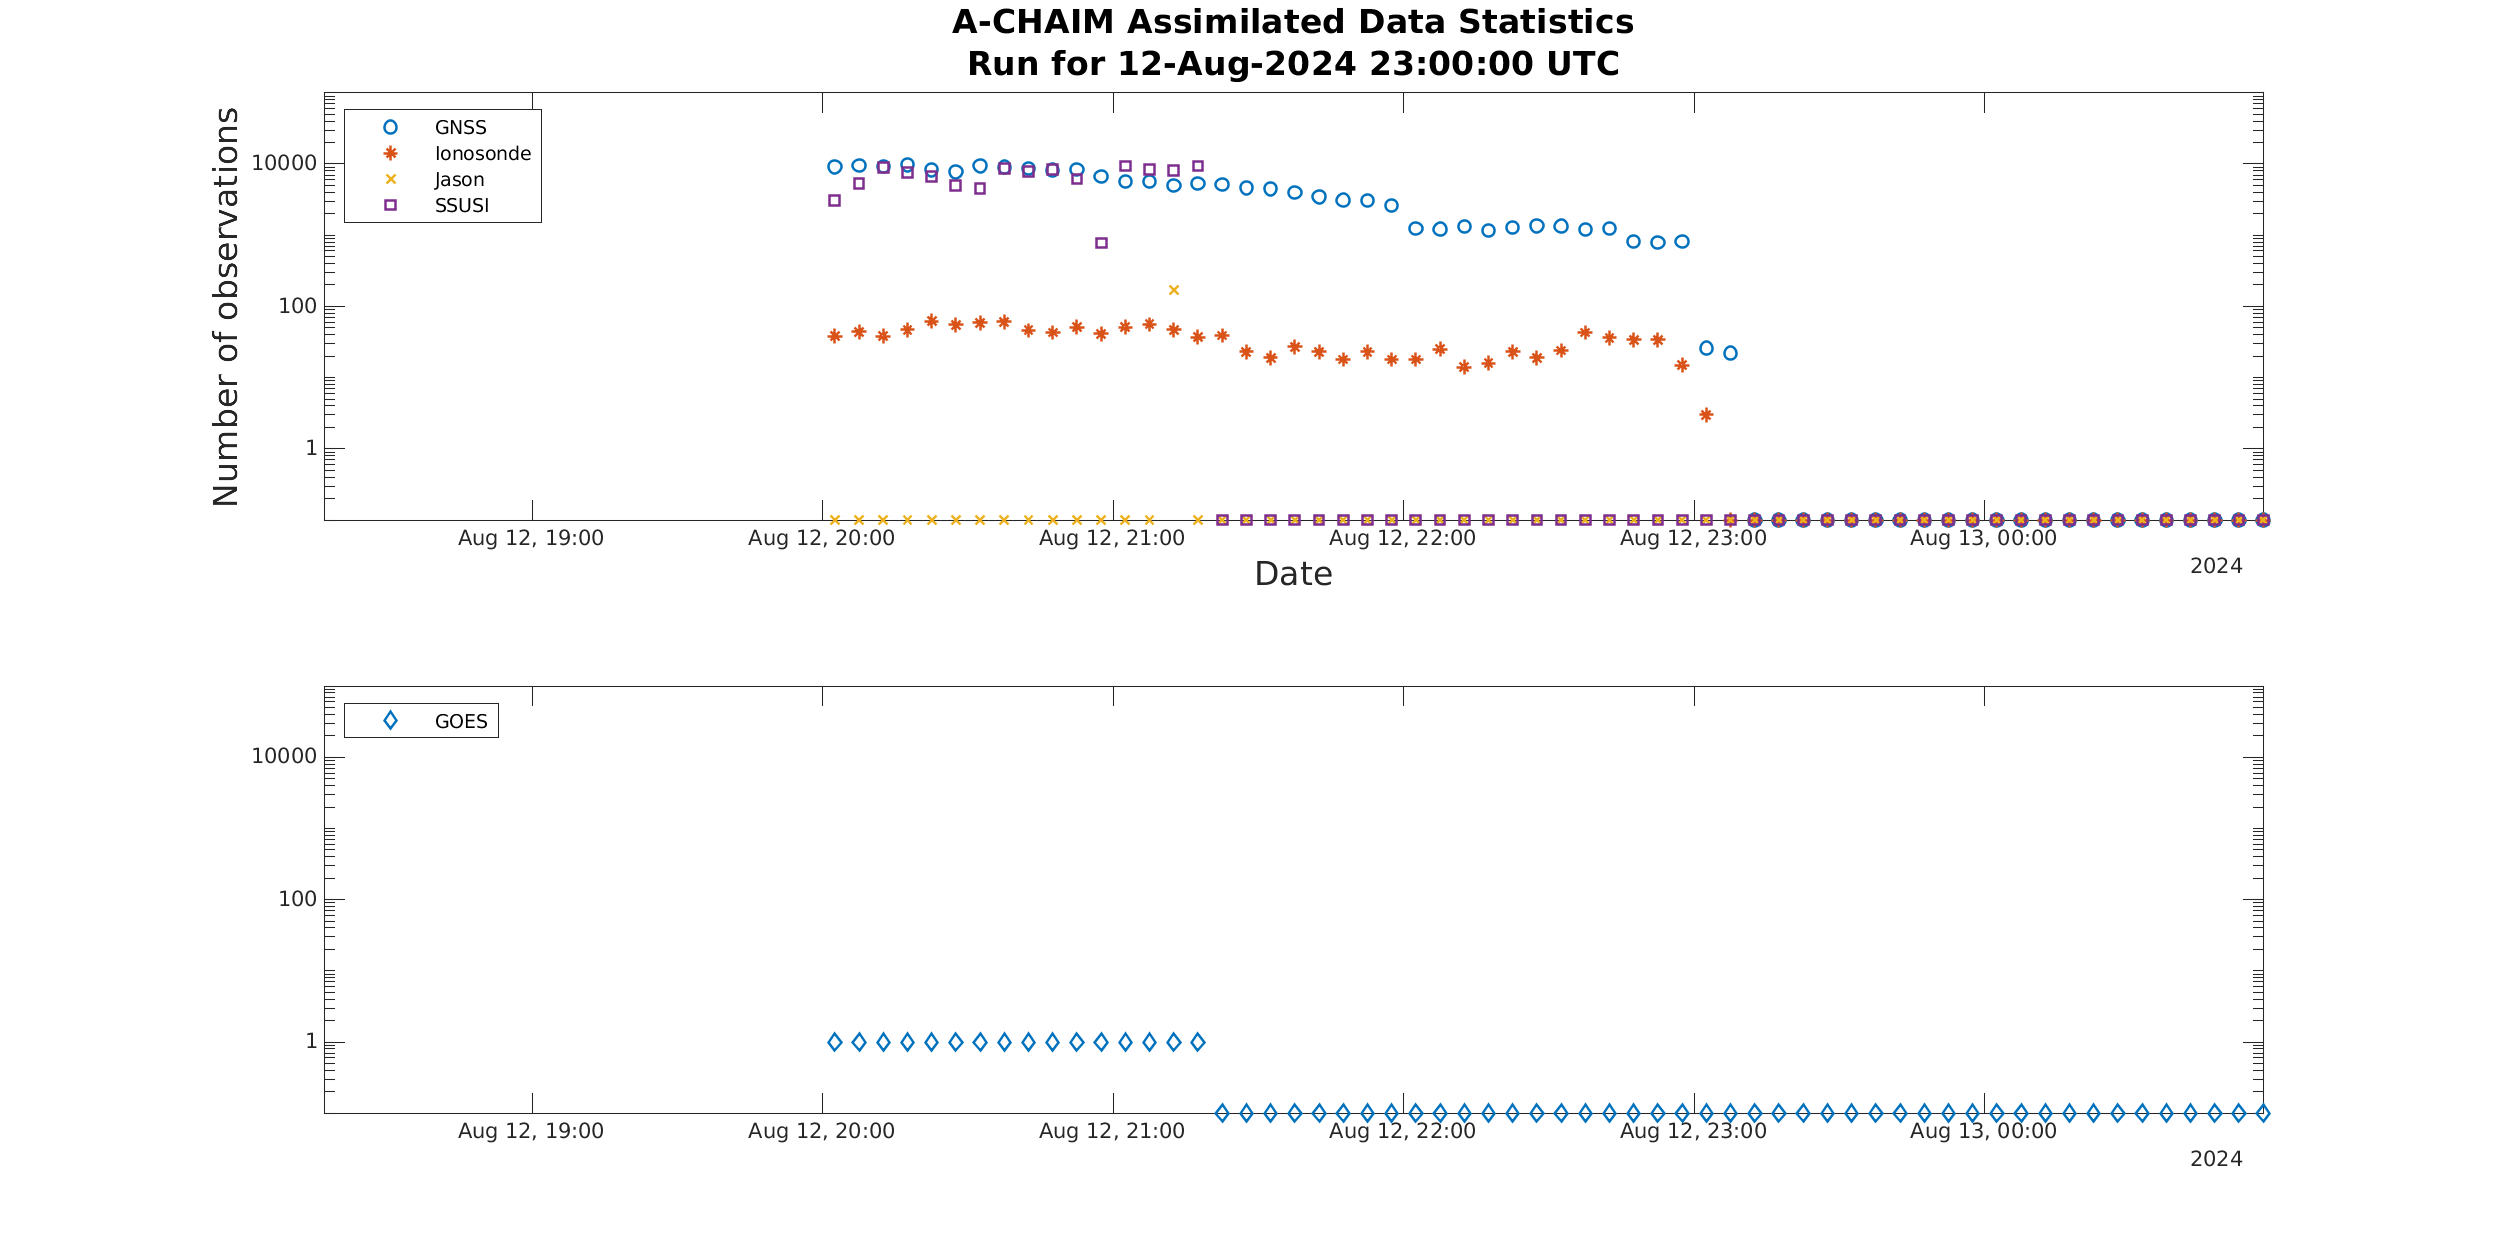 A-CHAIM Assimilated Data Statistics
Run for 12-Aug-2024 23:00:00 UTC
Number of observations
GNSS
Ionosonde
Jason
SSUSI
10000
100
1
Aug 12, 19:00 Aug 12, 20:00 Aug 12, 21:00 Aug 12, 22:00 Aug 12, 23:00 Aug 13, 00:00
2024
Date
GOES
10000
100
1
Aug 12, 19:00 Aug 12, 20:00 Aug 12, 21:00 Aug 12, 22:00 Aug 12, 23:00 Aug 13, 00:00
2024